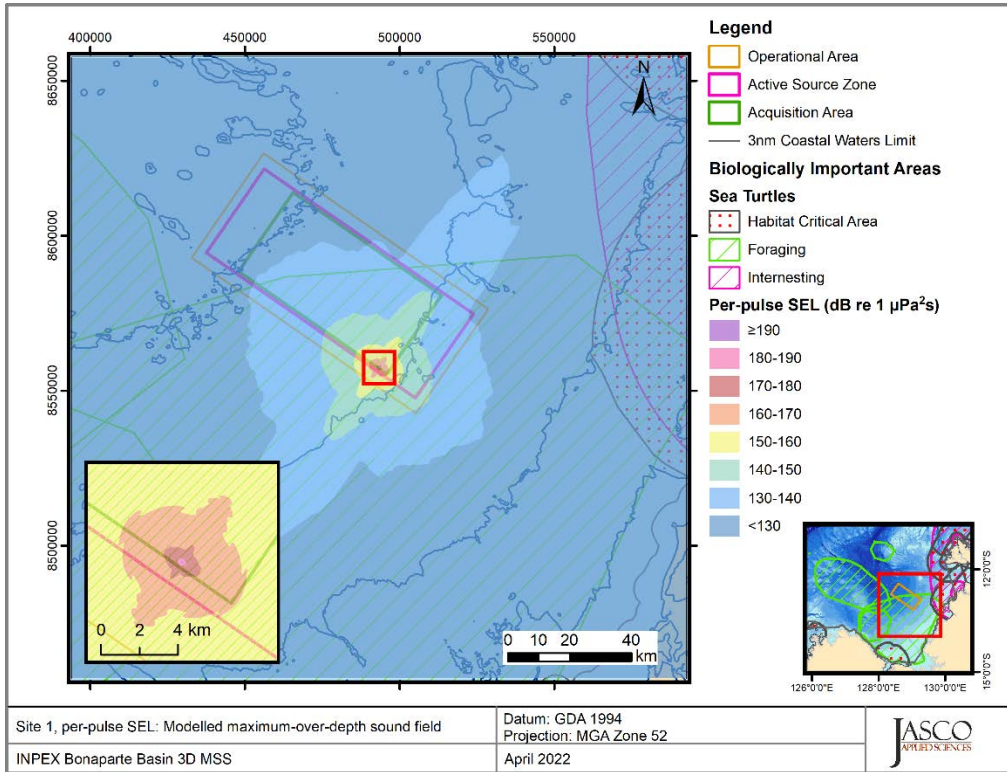 400000 450000 500000 550000
8650000
8600000
8550000
8500000
N
0 2 4 km
0 10 20 40
km
Legend
Operational Area
Active Source Zone
Acquisition Area
3nm Coastal Waters Limit
Biologically Important Areas
Sea Turtles
Habitat Critical Area
Foraging
Internesting
Per-pulse SEL (dB re 1 µPa²s)
≥190
180-190
170-180
160-170
150-160
140-150
130-140
<130
12°0'0"S
15°0'0"S
126°0'0"E 128°0'0"E 130°0'0"E
Site 1, per-pulse SEL: Modelled maximum-over-depth sound field
Datum: GDA 1994
Projection: MGA Zone 52
INPEX Bonaparte Basin 3D MSS
April 2022
JASCO
APPLIED SCIENCES